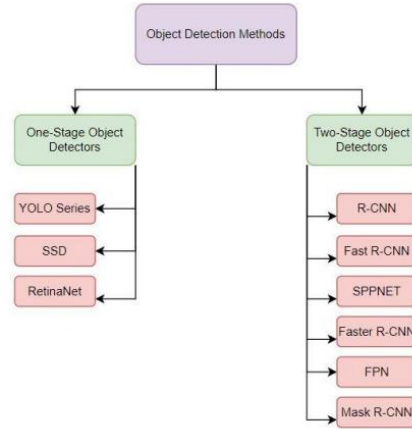 Object Detection Methods
One-Stage Object
Detectors
YOLO Series
SSD
RetinaNet
Two-Stage Object
Detectors
R-CNN
Fast R-CNN
SPPNET
Faster R-CNN
FPN
Mask R-CNN